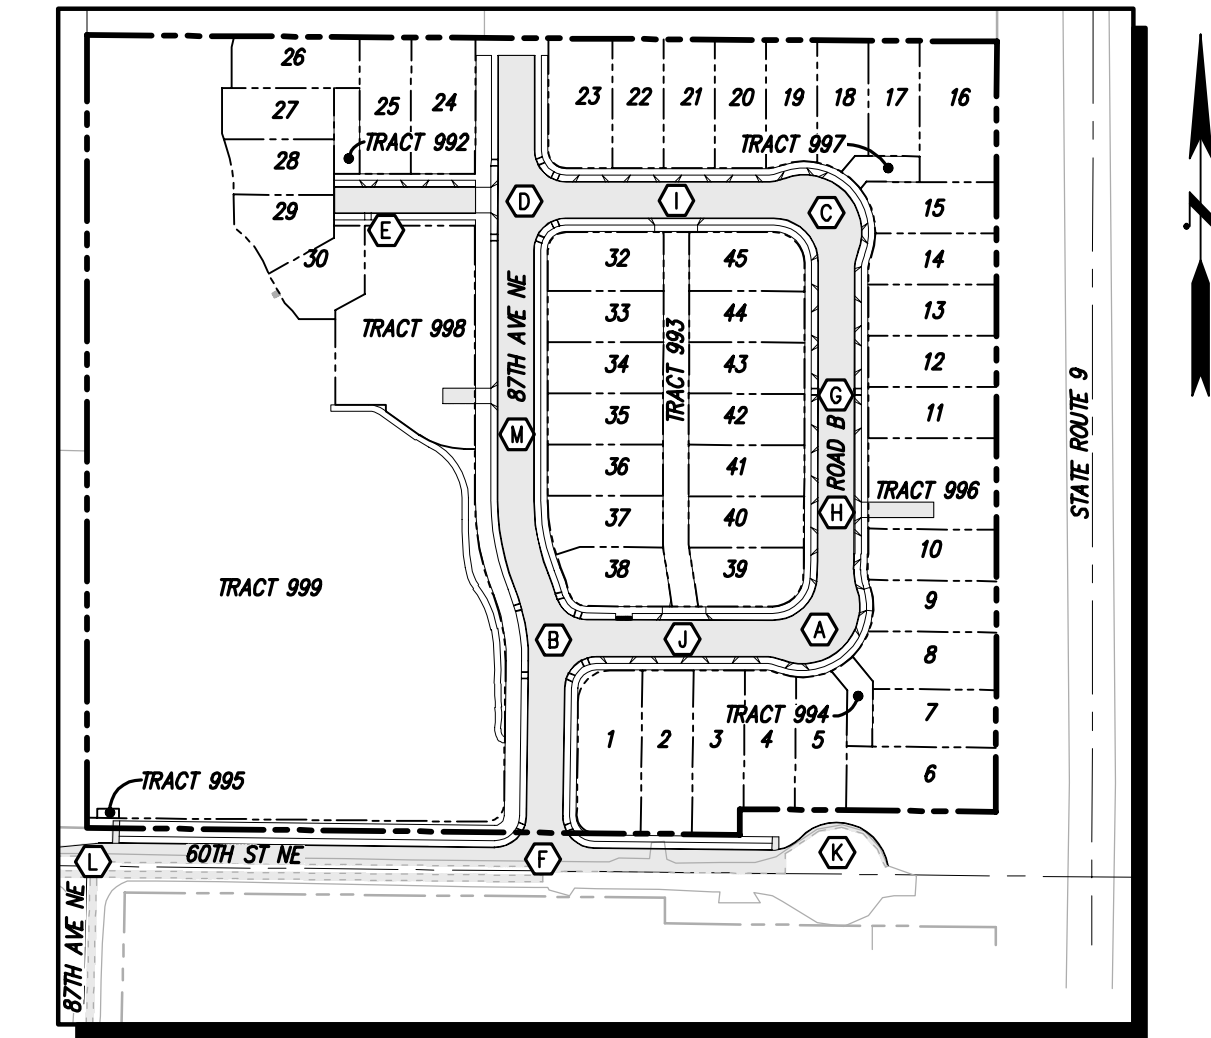 26
27
25
24
23
22
21
20
19
18
17
16
TRACT 992
TRACT 997
28
29
D
I
C
15
E
30
32
45
14
TRACT 998
87TH AVE NE
33
TRACT 993
44
13
34
43
12
G
35
42
11
M
ROAD B
36
41
TRACT 996
STATE ROUTE 9
H
37
40
10
38
39
9
TRACT 999
B
J
A
8
TRACT 994
7
1
2
3
4
5
6
TRACT 995
L
60TH ST NE
F
K
87TH AVE NE
N